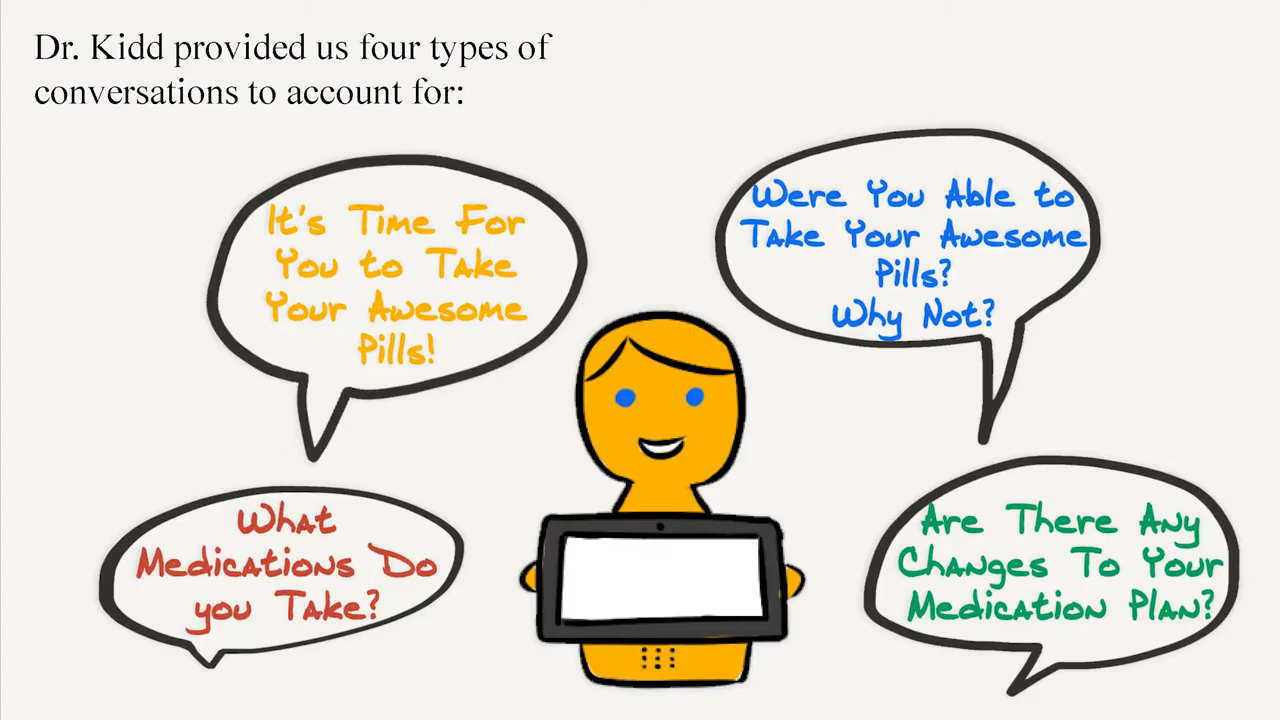 Dr. Kidd provided us four types of
conversations to account for:
It's Time For
You to Take
Your Awesome
Pills!
Were You Able to
Take Your Awesome
Pills?
Why Not?
What
Medications Do
you Take?
Are There Any
Changes To Your
Medication Plan?